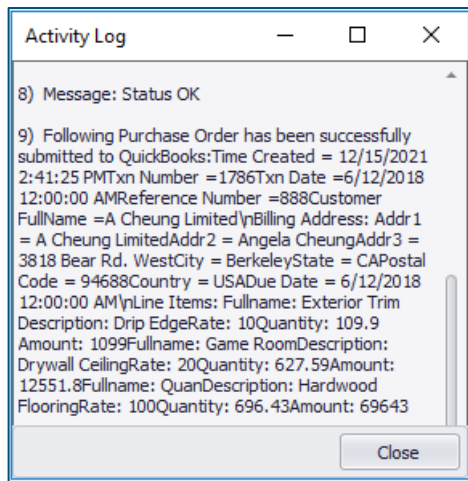 Activity Log
8) Message: Status OK
9) Following Purchase Order has been successfully
submitted to QuickBooks:Time Created = 12/15/2021
2:41:25 PMTxn Number =1786Txn Date =6/12/2018
12:00:00 AMReference Number =888Customer
FullName =A Cheung Limited\nBilling Address: Addr1
= A Cheung LimitedAddr2 = Angela CheungAddr3 =
3818 Bear Rd. WestCity = BerkeleyState = CAPostal
Code = 94688Country = USADue Date = 6/12/2018
12:00:00 AM\nLine Items: Fullname: Exterior Trim
Description: Drip EdgeRate: 10Quantity: 109.9
Amount: 1099Fullname: Game RoomDescription:
Drywall CeilingRate: 20Quantity: 627.59Amount:
12551.8Fullname: QuanDescription: Hardwood
FlooringRate: 100Quantity: 696.43Amount: 69643
Close